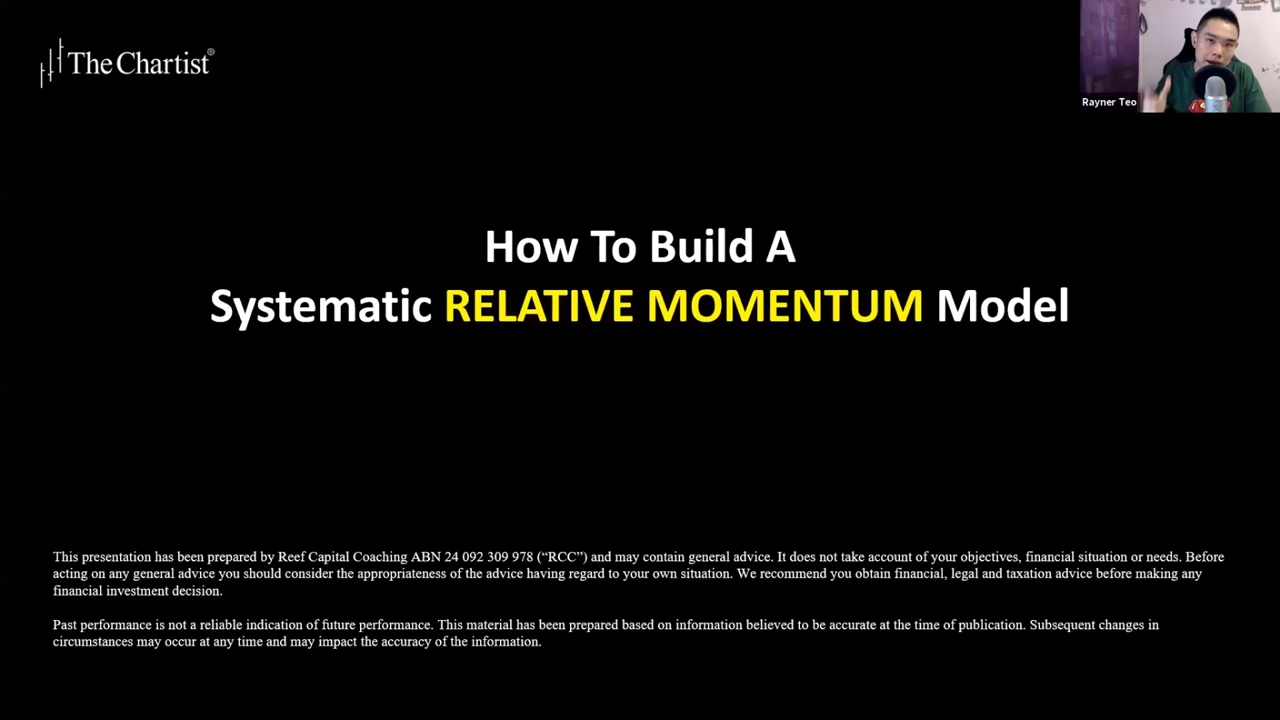 The Chartist®
Rayner Teo
How To Build A
Systematic RELATIVE MOMENTUM Model
This presentation has been prepared by Reef Capital Coaching ABN 24 092 309 978 (“RCC”) and may contain general advice. It does not take account of your objectives, financial situation or needs. Before
acting on any general advice you should consider the appropriateness of the advice having regard to your own situation. We recommend you obtain financial, legal and taxation advice before making any
financial investment decision.
Past performance is not a reliable indication of future performance. This material has been prepared based on information believed to be accurate at the time of publication. Subsequent changes in
circumstances may occur at any time and may impact the accuracy of the information.